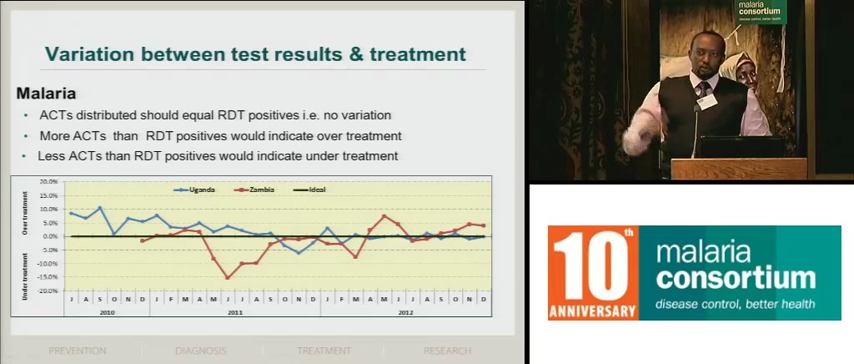 Variation between test results & treatment
Malaria
• ACTs distributed should equal RDT positives i.e. no variation
• More ACTs than RDT positives would indicate over treatment
• Less ACTs than RDT positives would indicate under treatment
Uganda Zambia Ideal
Over treatment
Under treatment
20.0%
15.0%
10.0%
5.0%
0.0%
-5.0%
-10.0%
-15.0%
-20.0%
J A S O N D J F M A M J J A S O N D J F M A M J J A S O N D
2010 2011 2012
PREVENTION DIAGNOSIS TREATMENT RESEARCH
malaria
consortium
disease control, better health
10th
ANNIVERSARY
malaria
consortium
disease control, better health